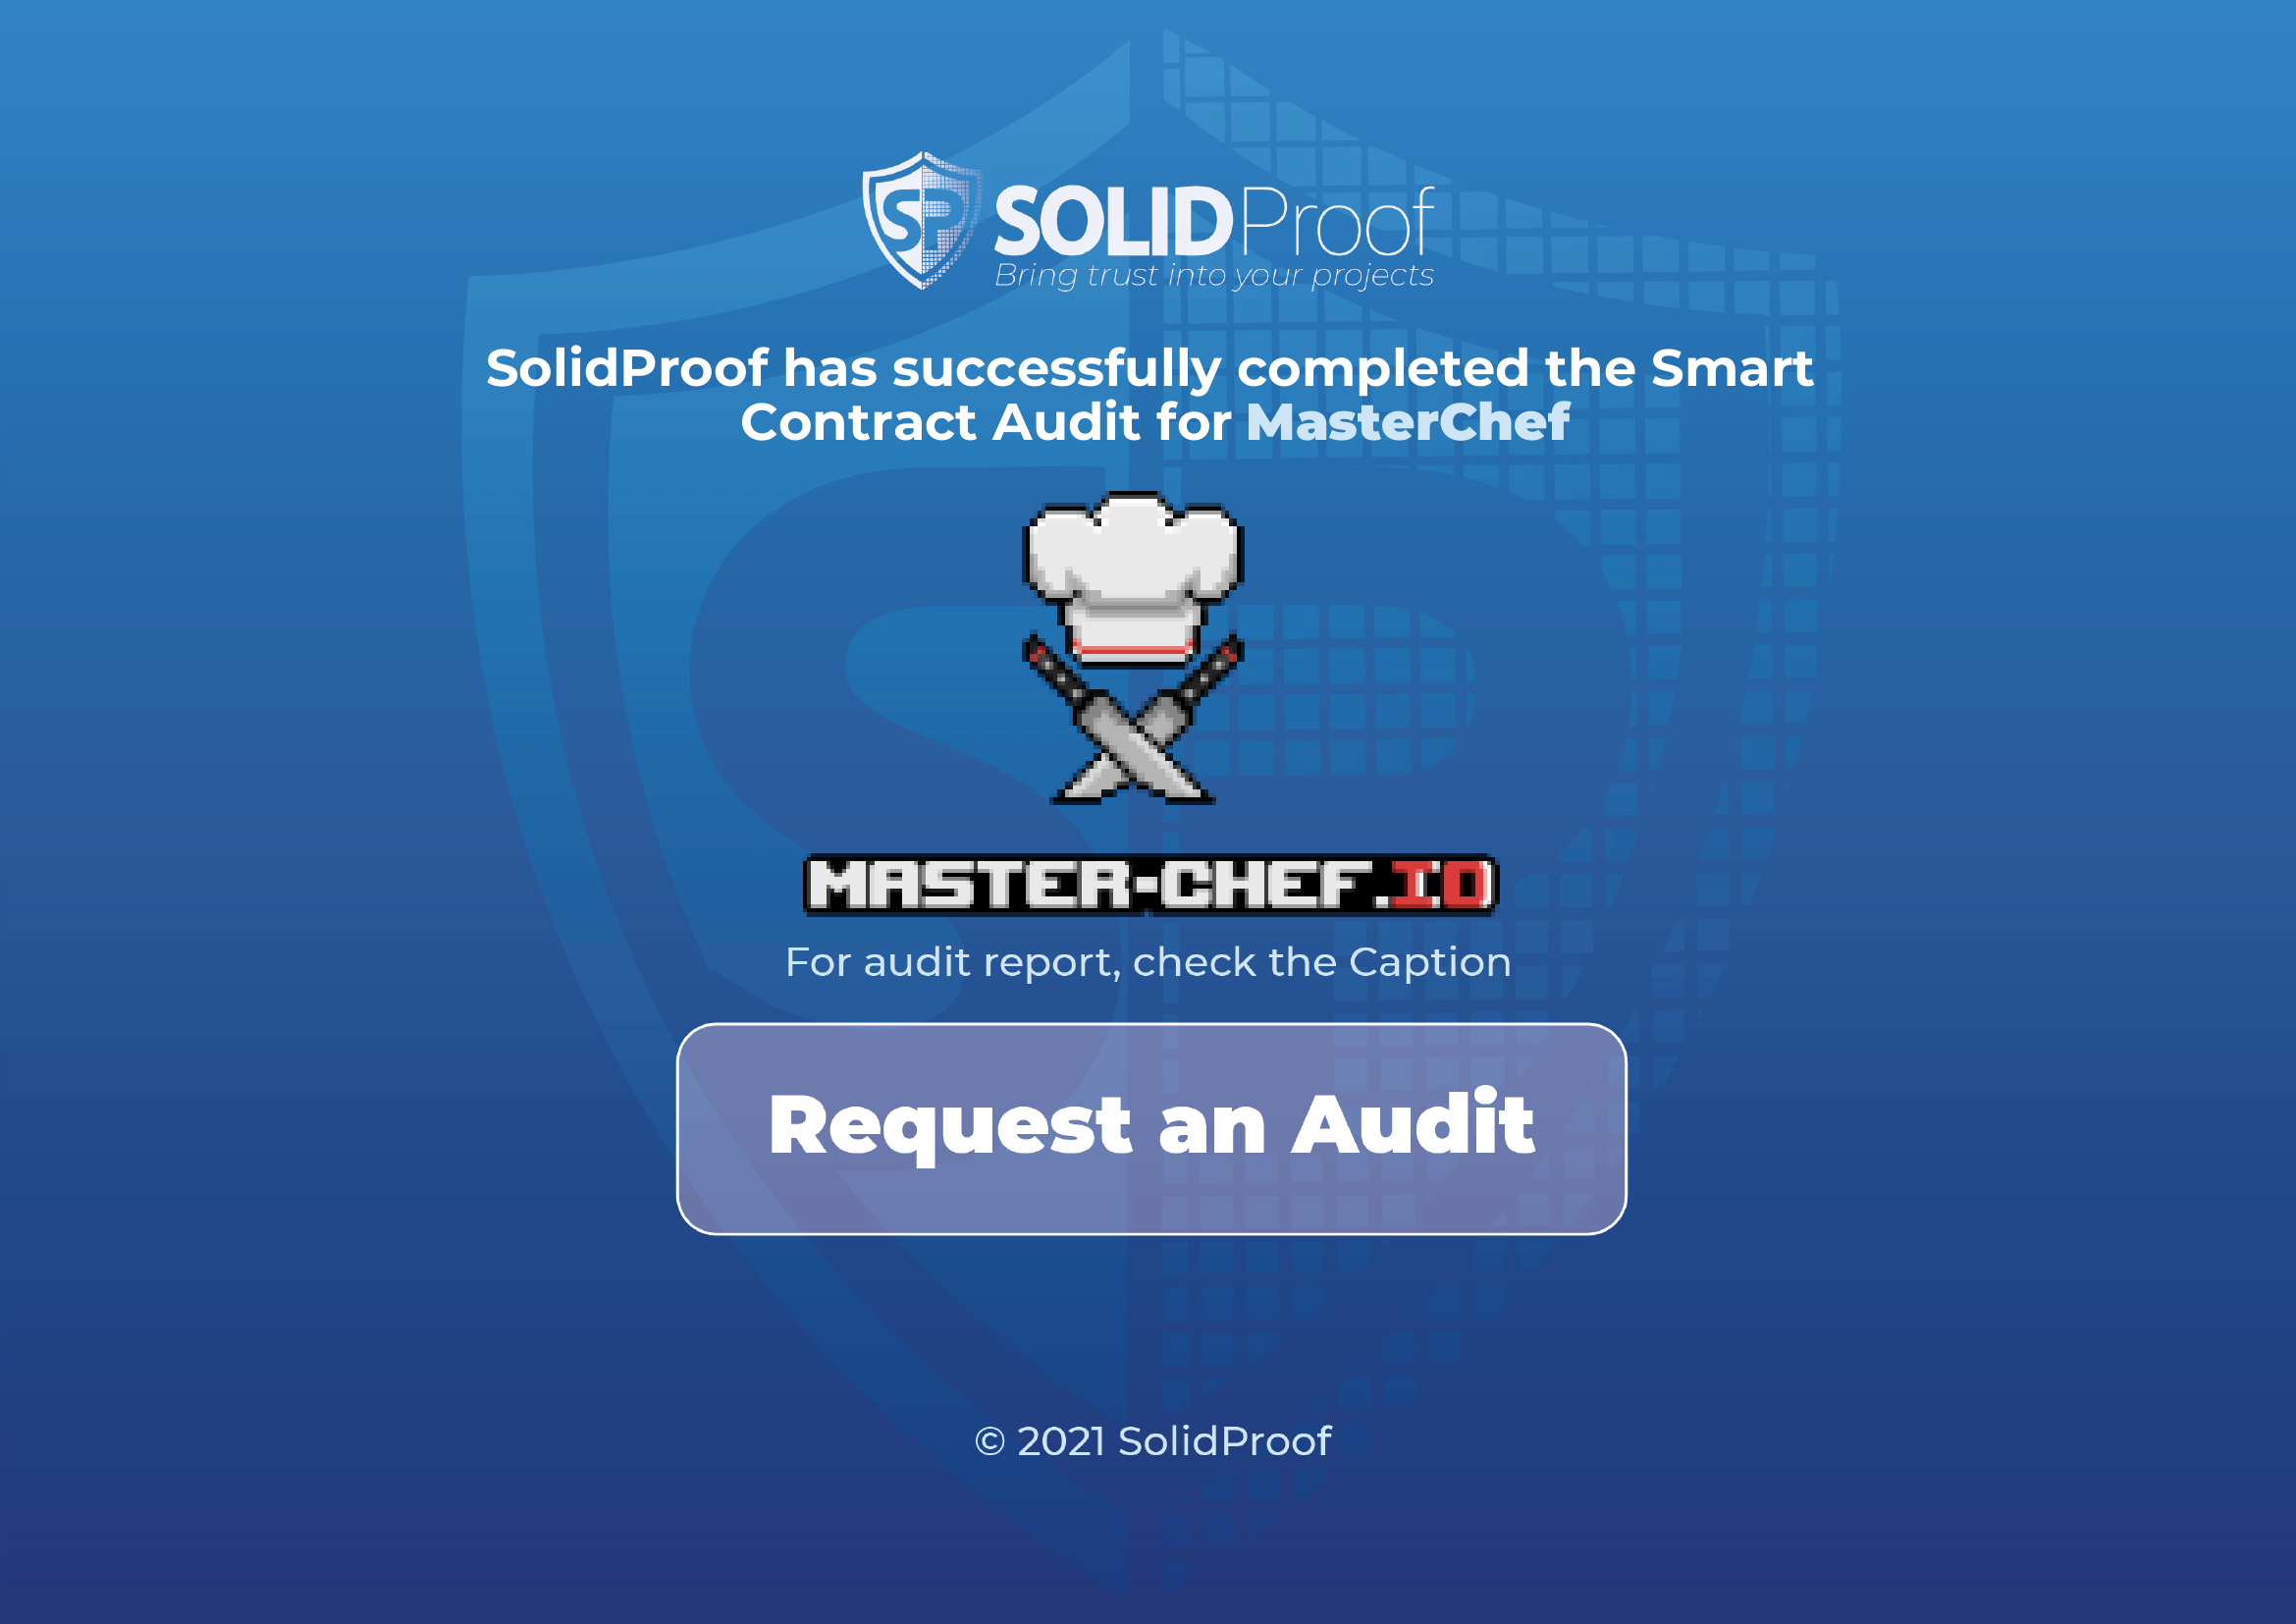 SP SOLIDProof
Bring trust into your projects
SolidProof has successfully completed the Smart
Contract Audit for MasterChef
MASTER-CHEF.IO
For audit report, check the Caption
Request an Audit
© 2021 SolidProof